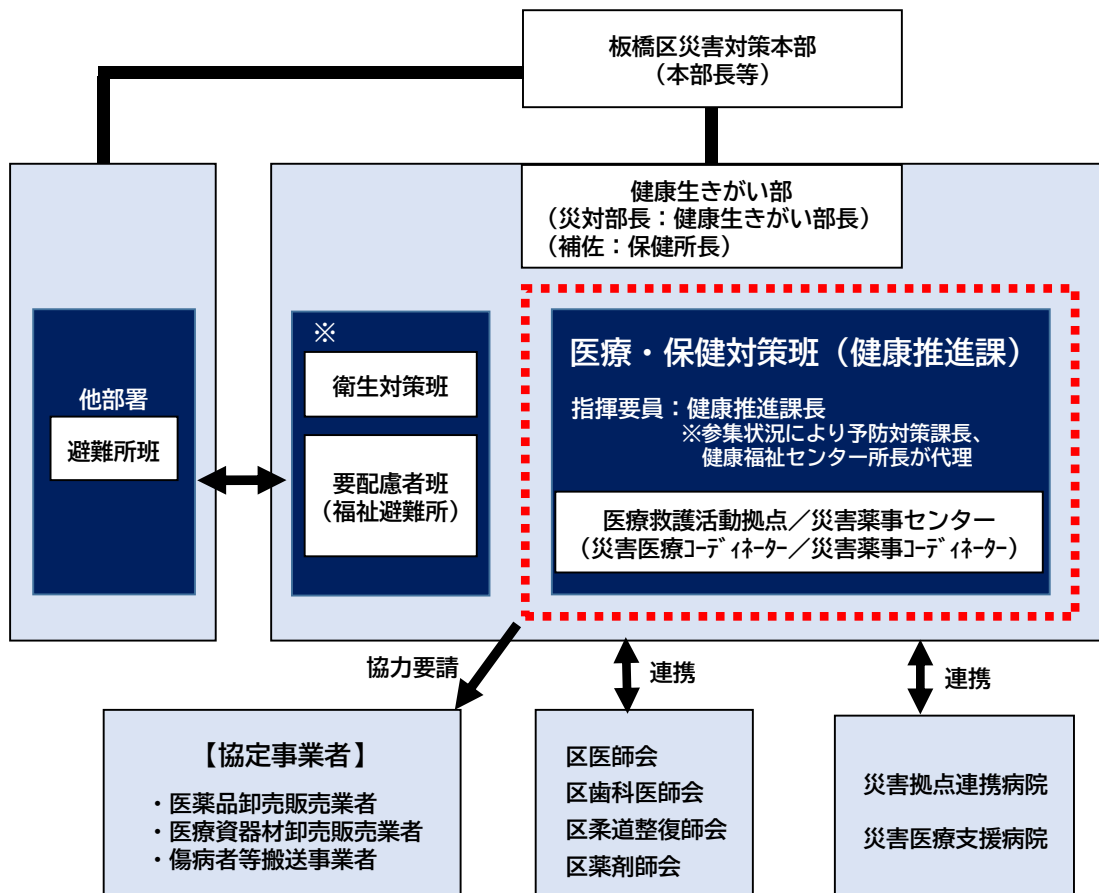 板橋区災害対策本部
（本部長等）
健康生きがい部
（災対部長：健康生きがい部長）
（補佐：保健所長）
他部署
避難所班
※
衛生対策班
要配慮者班
（福祉避難所）
医療・保健対策班（健康推進課）
指揮要員：健康推進課長
※参集状況により予防対策課長、
健康福祉センター所長が代理
医療救護活動拠点／災害薬事センター
（災害医療ｺｰﾃﾞｨﾈｰﾀｰ／災害薬事ｺｰﾃﾞｨﾈｰﾀｰ）
協力要請
連携
連携
【協定事業者】
・医薬品卸売販売業者
・医療資器材卸売販売業者
・傷病者等搬送事業者
区医師会
区歯科医師会
区柔道整復師会
区薬剤師会
災害拠点連携病院
災害医療支援病院